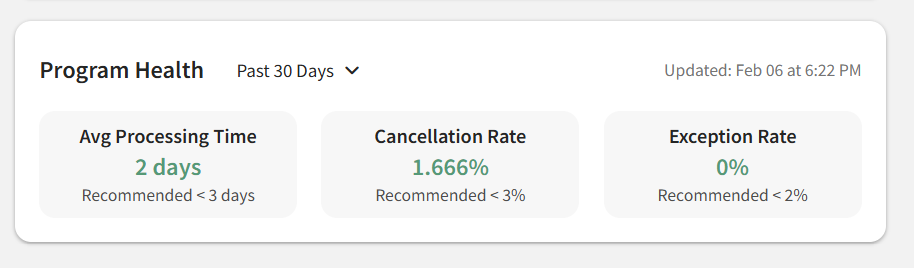 Program Health
Past 30 Days
Updated: Feb 06 at 6:22 PM
Avg Processing Time
2 days
Recommended < 3 days
Cancellation Rate
1.666%
Recommended < 3%
Exception Rate
0%
Recommended < 2%